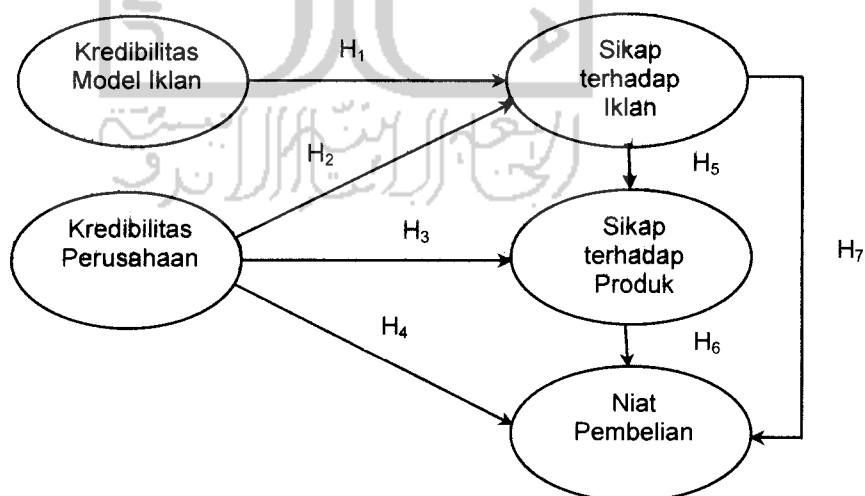 Kredibilitas
Model Iklan
H₁
Sikap
terhadap
Iklan
H₂
H₅
Kredibilitas
Perusahaan
H₃
Sikap
terhadap
Produk
H₇
H₄
H₆
Niat
Pembelian